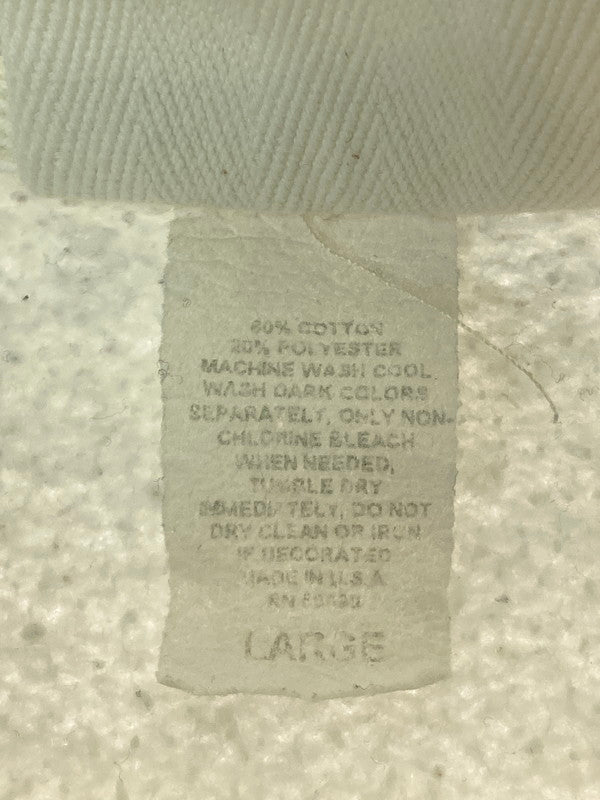 % COTTON
20% POLYESTER
MACHINE WASH COOL
WASH DARK COLORS
SEPARATELY, ONLY NON-
CHLORINE BLEACH
WHEN NEEDED,
TUMBLE DRY
IMMEDIATELY, DO NOT
DRY CLEAN OR IRON
IF DECORATED
MADE IN U.S.A.
RN
LARGE